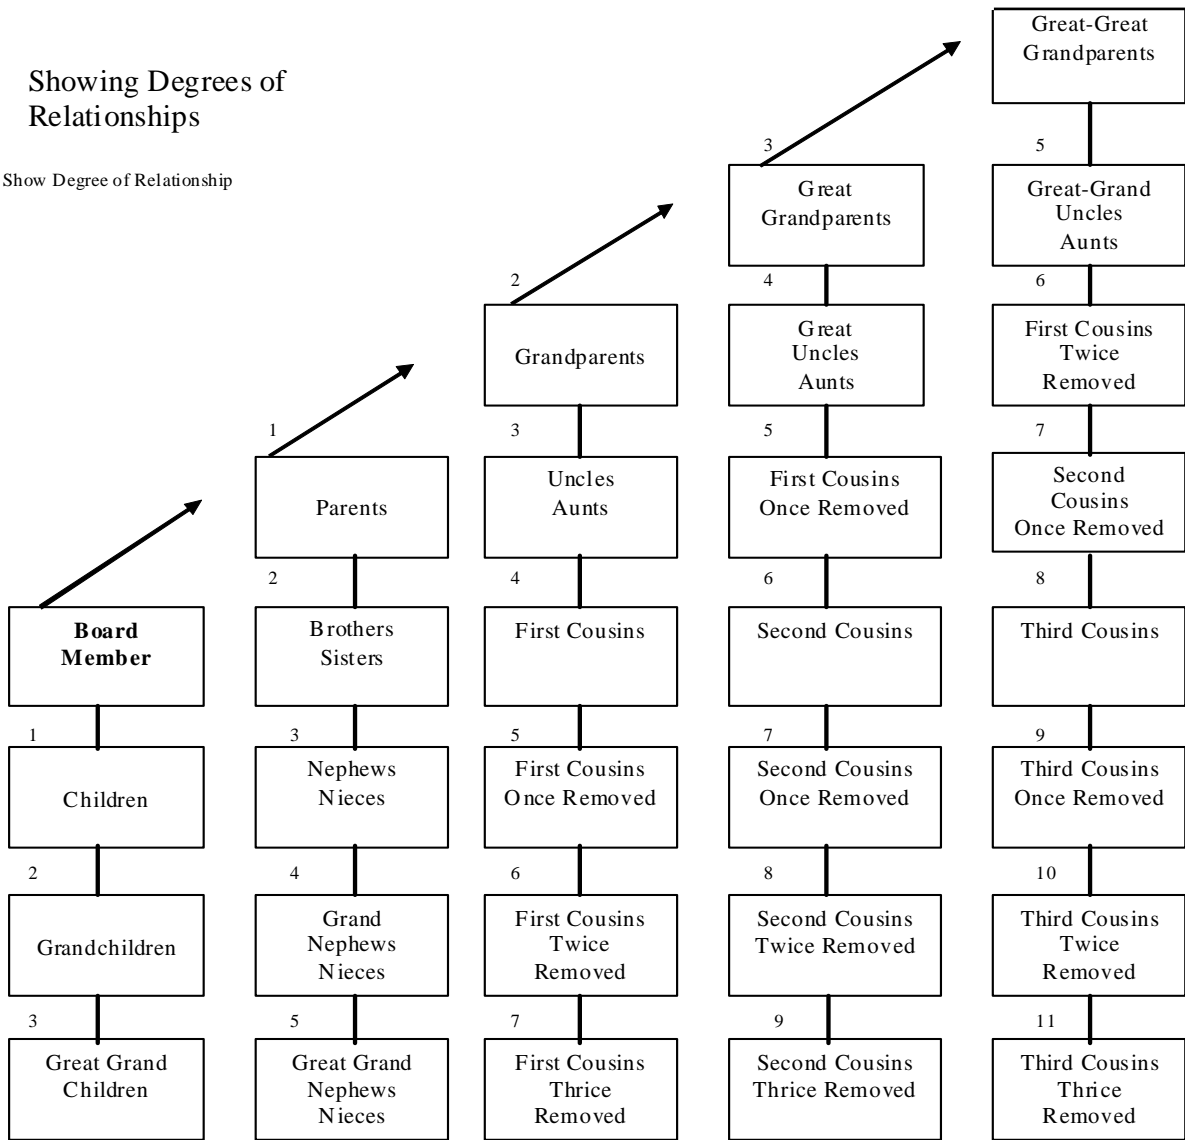 Showing Degrees of
Relationships
Show Degree of Relationship
Board
Member
1
Children
2
Grandchildren
3
Great Grand
Children
1
Parents
2
Brothers
Sisters
3
Nephews
Nieces
4
Grand
Nephews
Nieces
5
Great Grand
Nephews
Nieces
2
Grandparents
3
Uncles
Aunts
4
First Cousins
5
First Cousins
Once Removed
6
First Cousins
Twice
Removed
7
First Cousins
Thrice
Removed
3
Great
Grandparents
4
Great
Uncles
Aunts
5
First Cousins
Once Removed
6
Second Cousins
7
Second Cousins
Once Removed
8
Second Cousins
Twice Removed
9
Second Cousins
Thrice Removed
Great-Great
Grandparents
5
Great-Grand
Uncles
Aunts
6
First Cousins
Twice
Removed
7
Second
Cousins
Once Removed
8
Third Cousins
9
Third Cousins
Once Removed
10
Third Cousins
Twice
Removed
11
Third Cousins
Thrice
Removed